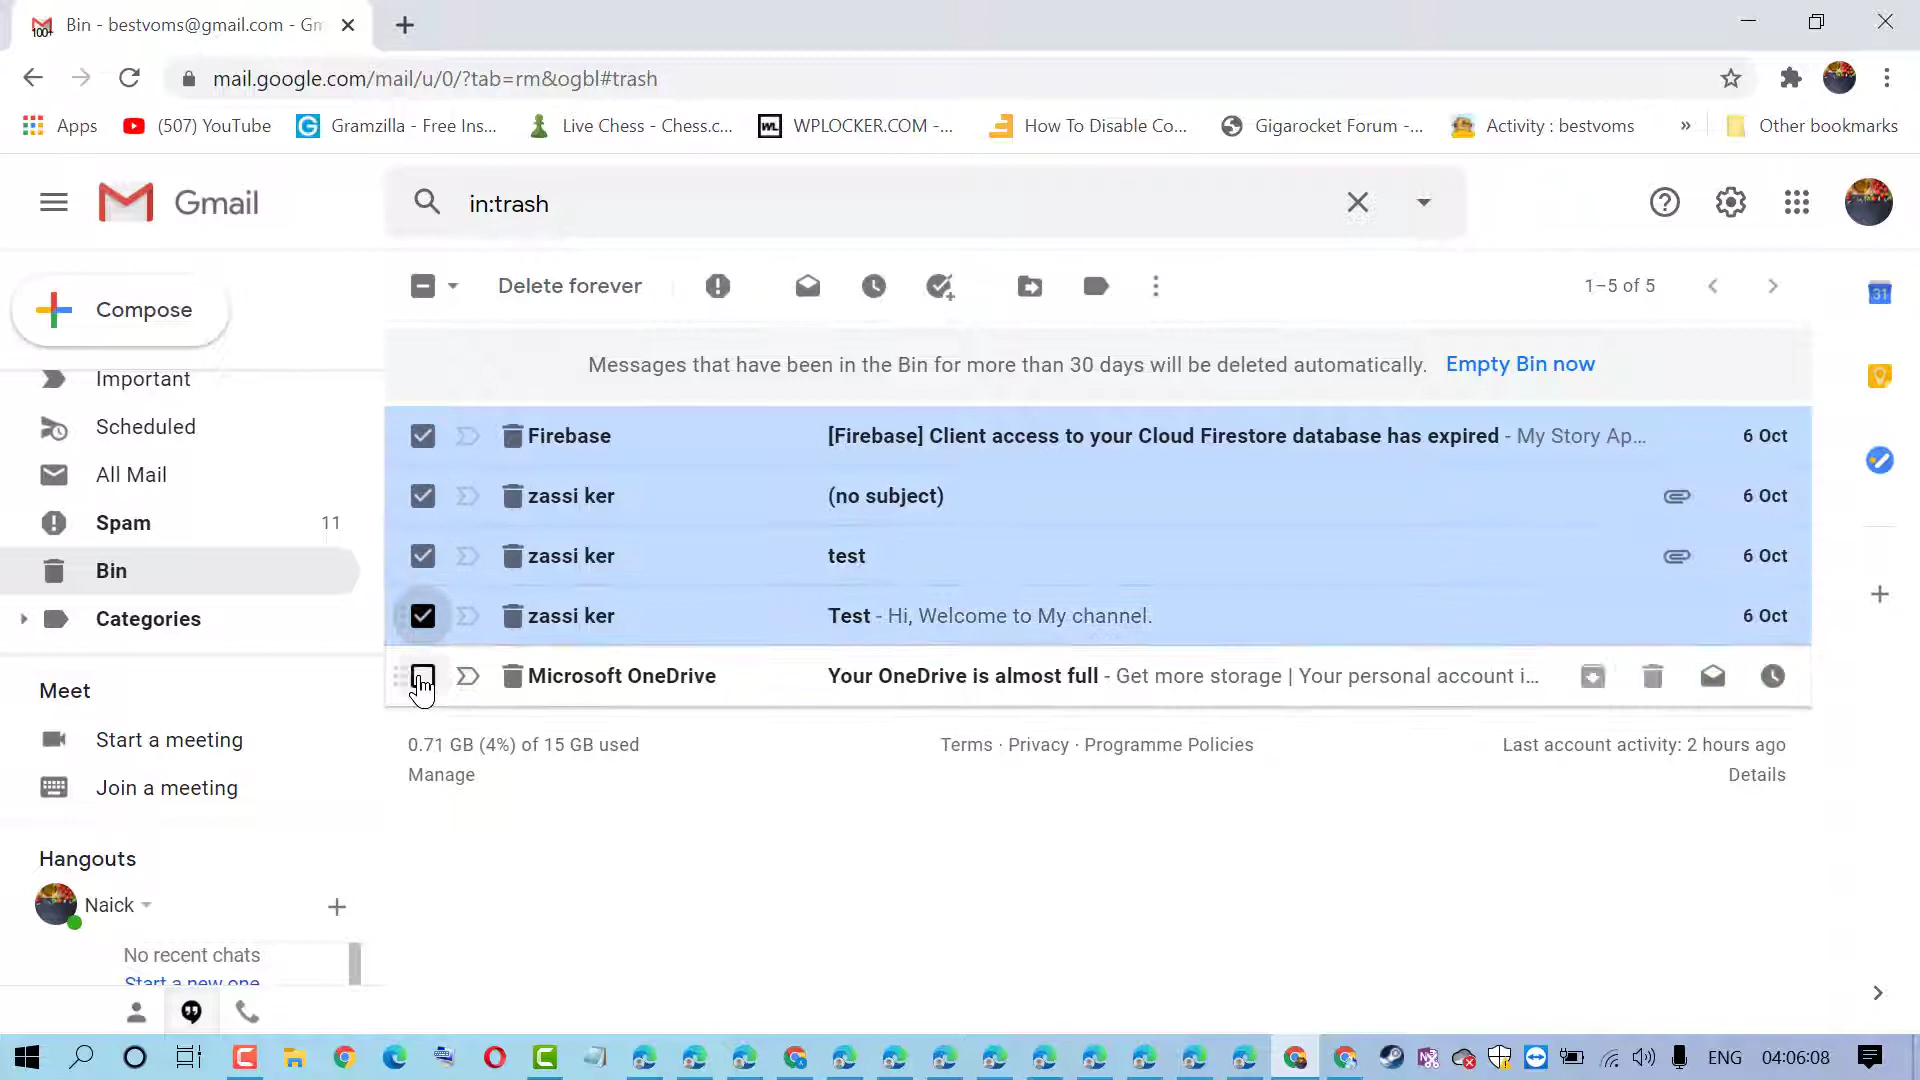 Bin - bestvoms@gmail.com - Gm
mail.google.com/mail/u/0/?tab=rm&ogbl#trash
Apps (507) YouTube Gramzilla - Free Ins... Live Chess - Chess.c... WPLOCKER.COM -... How To Disable Co... Gigarocket Forum -... Activity : bestvoms » Other bookmarks
Gmail in:trash
Compose
Delete forever 1–5 of 5
Messages that have been in the Bin for more than 30 days will be deleted automatically. Empty Bin now
Important
Scheduled
All Mail
Spam 11
Bin
Categories
Firebase [Firebase] Client access to your Cloud Firestore database has expired - My Story Ap... 6 Oct
zassi ker (no subject) 6 Oct
zassi ker test 6 Oct
zassi ker Test - Hi, Welcome to My channel. 6 Oct
Microsoft OneDrive Your OneDrive is almost full - Get more storage | Your personal account i...
0.71 GB (4%) of 15 GB used
Manage
Terms · Privacy · Programme Policies
Last account activity: 2 hours ago
Details
Meet
Start a meeting
Join a meeting
Hangouts
Naick
No recent chats
Start a new one
31
ENG 04:06:08